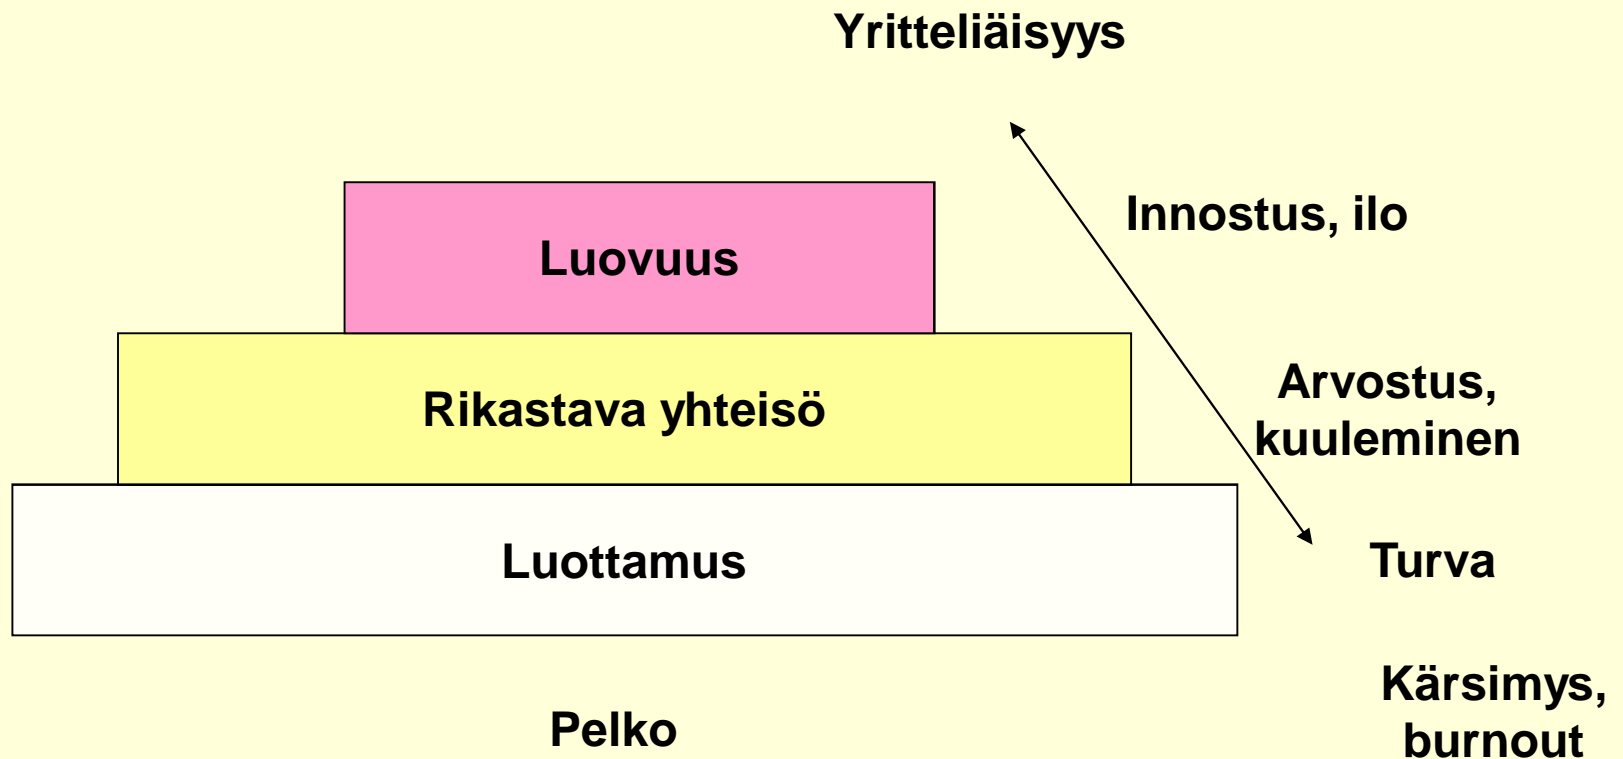 Yritteliäisyys
Innostus, ilo
Luovuus
Arvostus,
kuuleminen
Rikastava yhteisö
Luottamus
Turva
Kärsimys,
burnout
Pelko